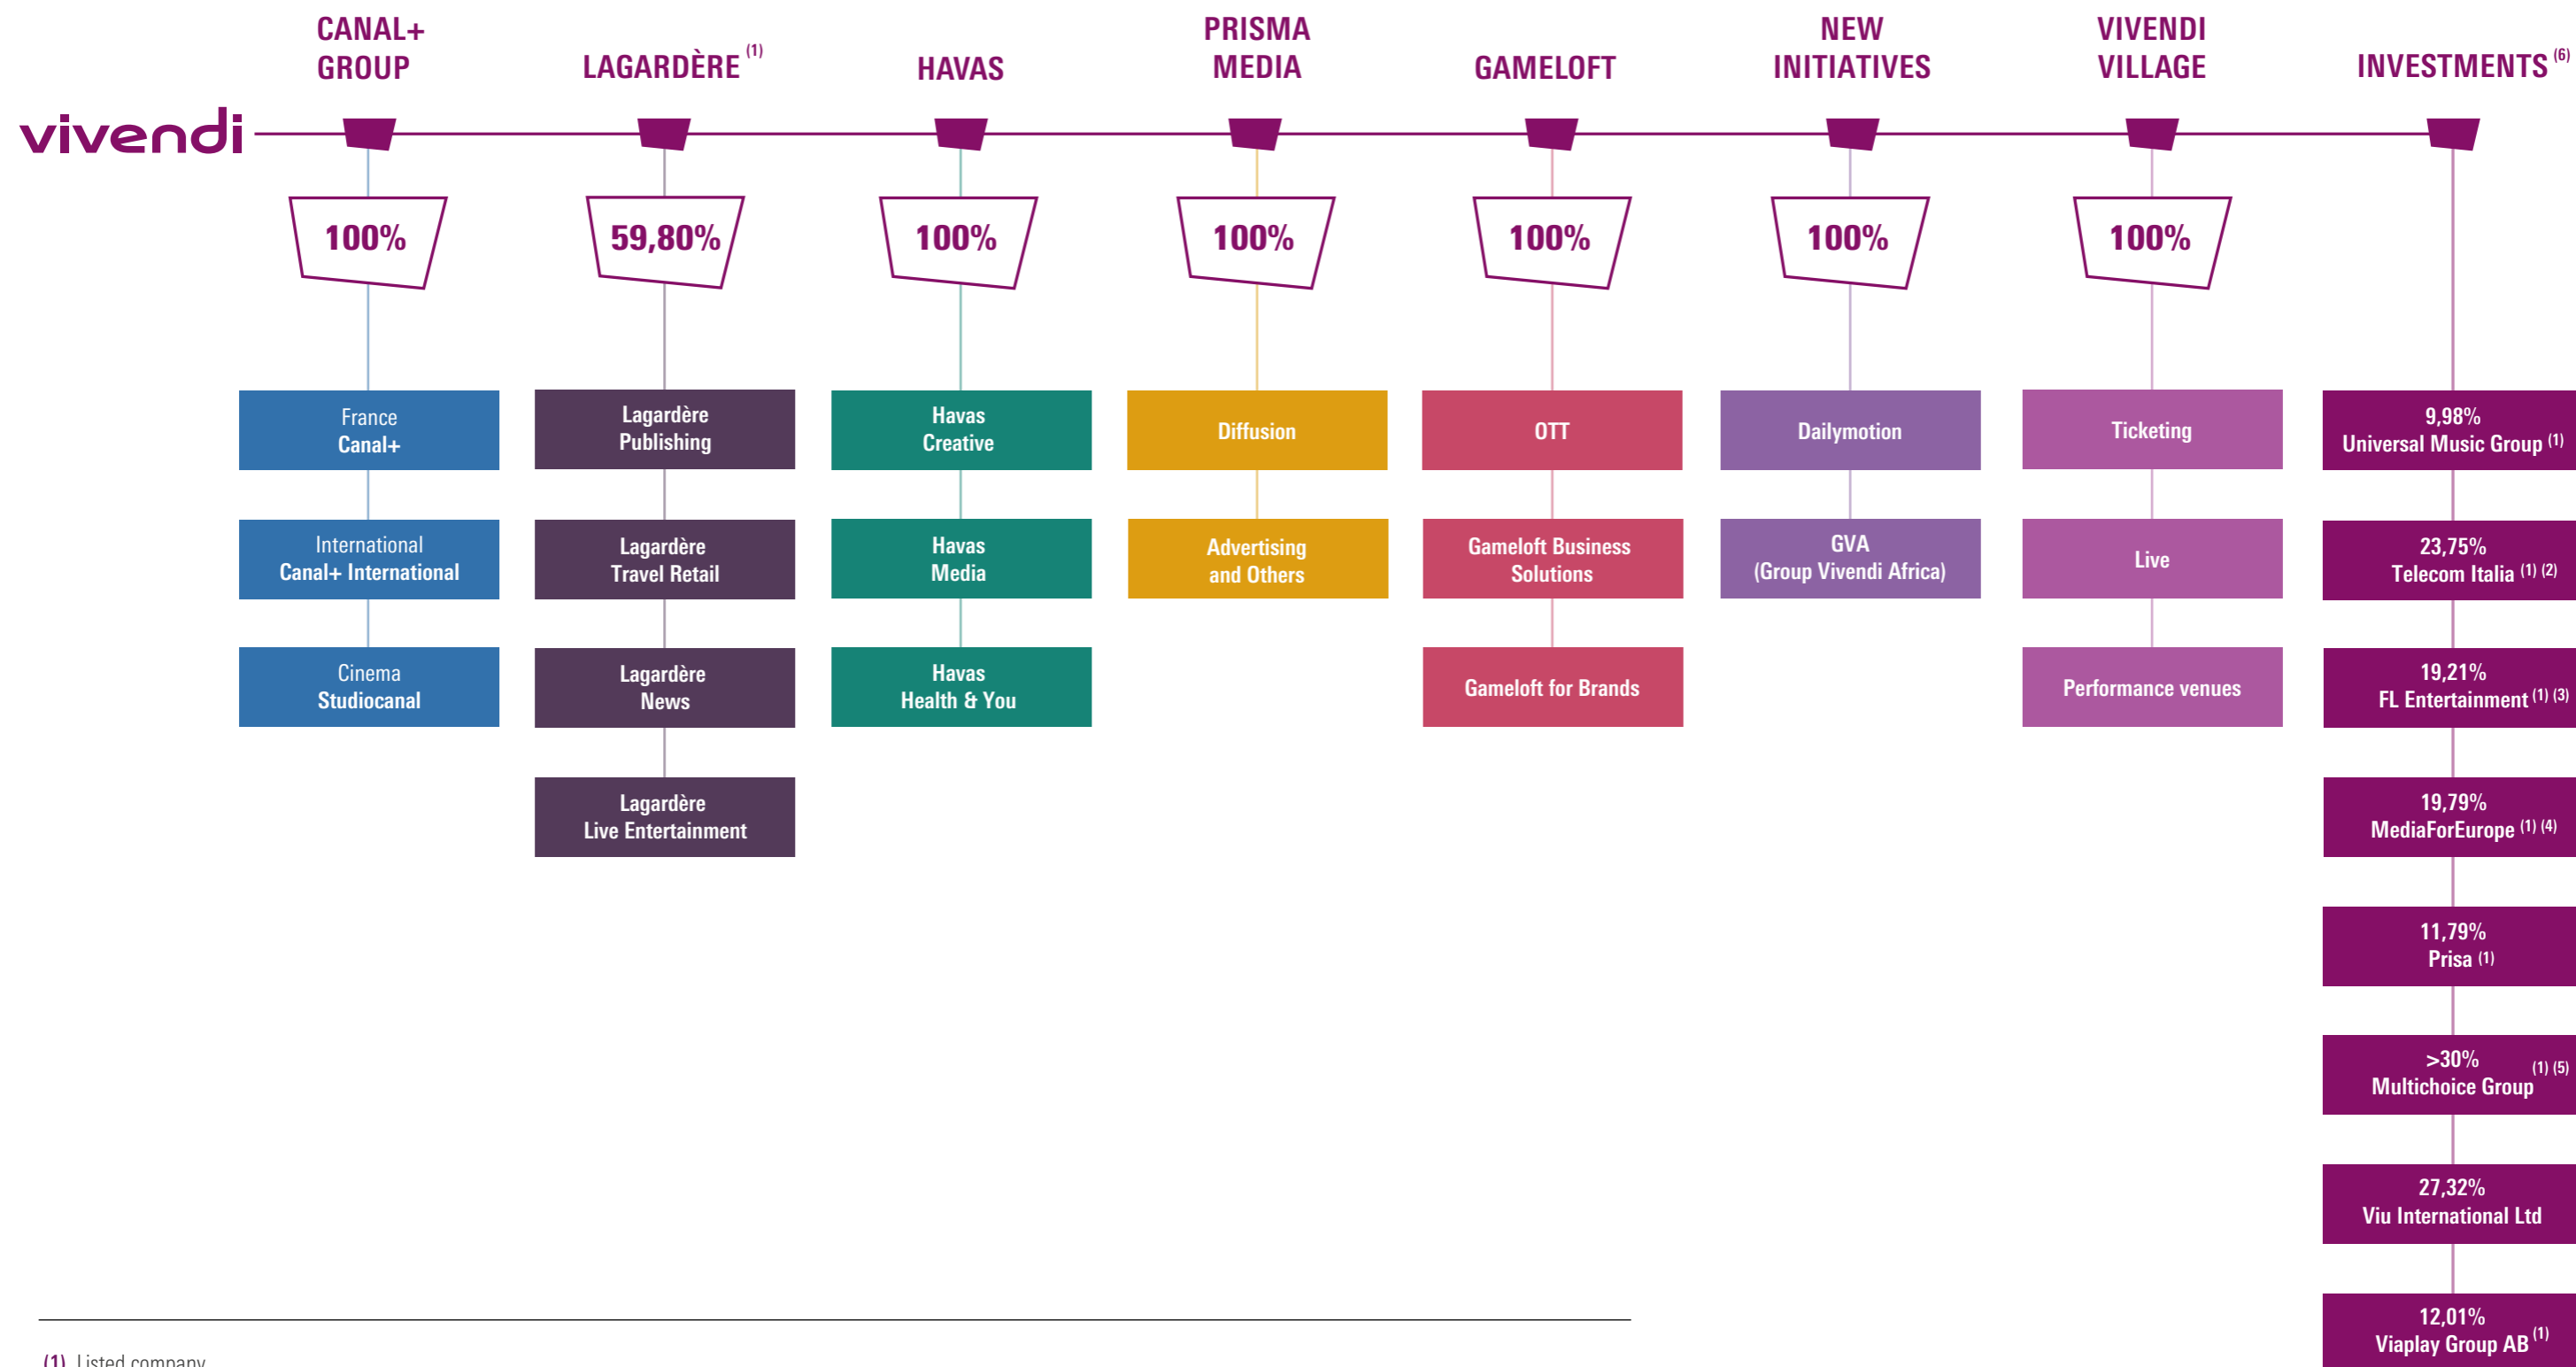 CANAL+
GROUP
LAGARDÈRE (1)
HAVAS
PRISMA
MEDIA
GAMELOFT
NEW
INITIATIVES
VIVENDI
VILLAGE
INVESTMENTS (6)
vivendi
100%
59,80%
100%
100%
100%
100%
100%
France
Canal+
International
Canal+ International
Cinema
Studiocanal
Lagardère
Publishing
Lagardère
Travel Retail
Lagardère
News
Lagardère
Live Entertainment
Havas
Creative
Havas
Media
Havas
Health & You
Diffusion
Advertising
and Others
OTT
Gameloft Business
Solutions
Gameloft for Brands
Dailymotion
GVA
(Group Vivendi Africa)
Ticketing
Live
Performance venues
9,98%
Universal Music Group (1)
23,75%
Telecom Italia (1) (2)
19,21%
FL Entertainment (1) (3)
19,79%
MediaForEurope (1) (4)
11,79%
Prisa (1)
>30%
Multichoice Group (1) (5)
27,32%
Viu International Ltd
12,01%
Viaplay Group AB (1)
(1) Listed company